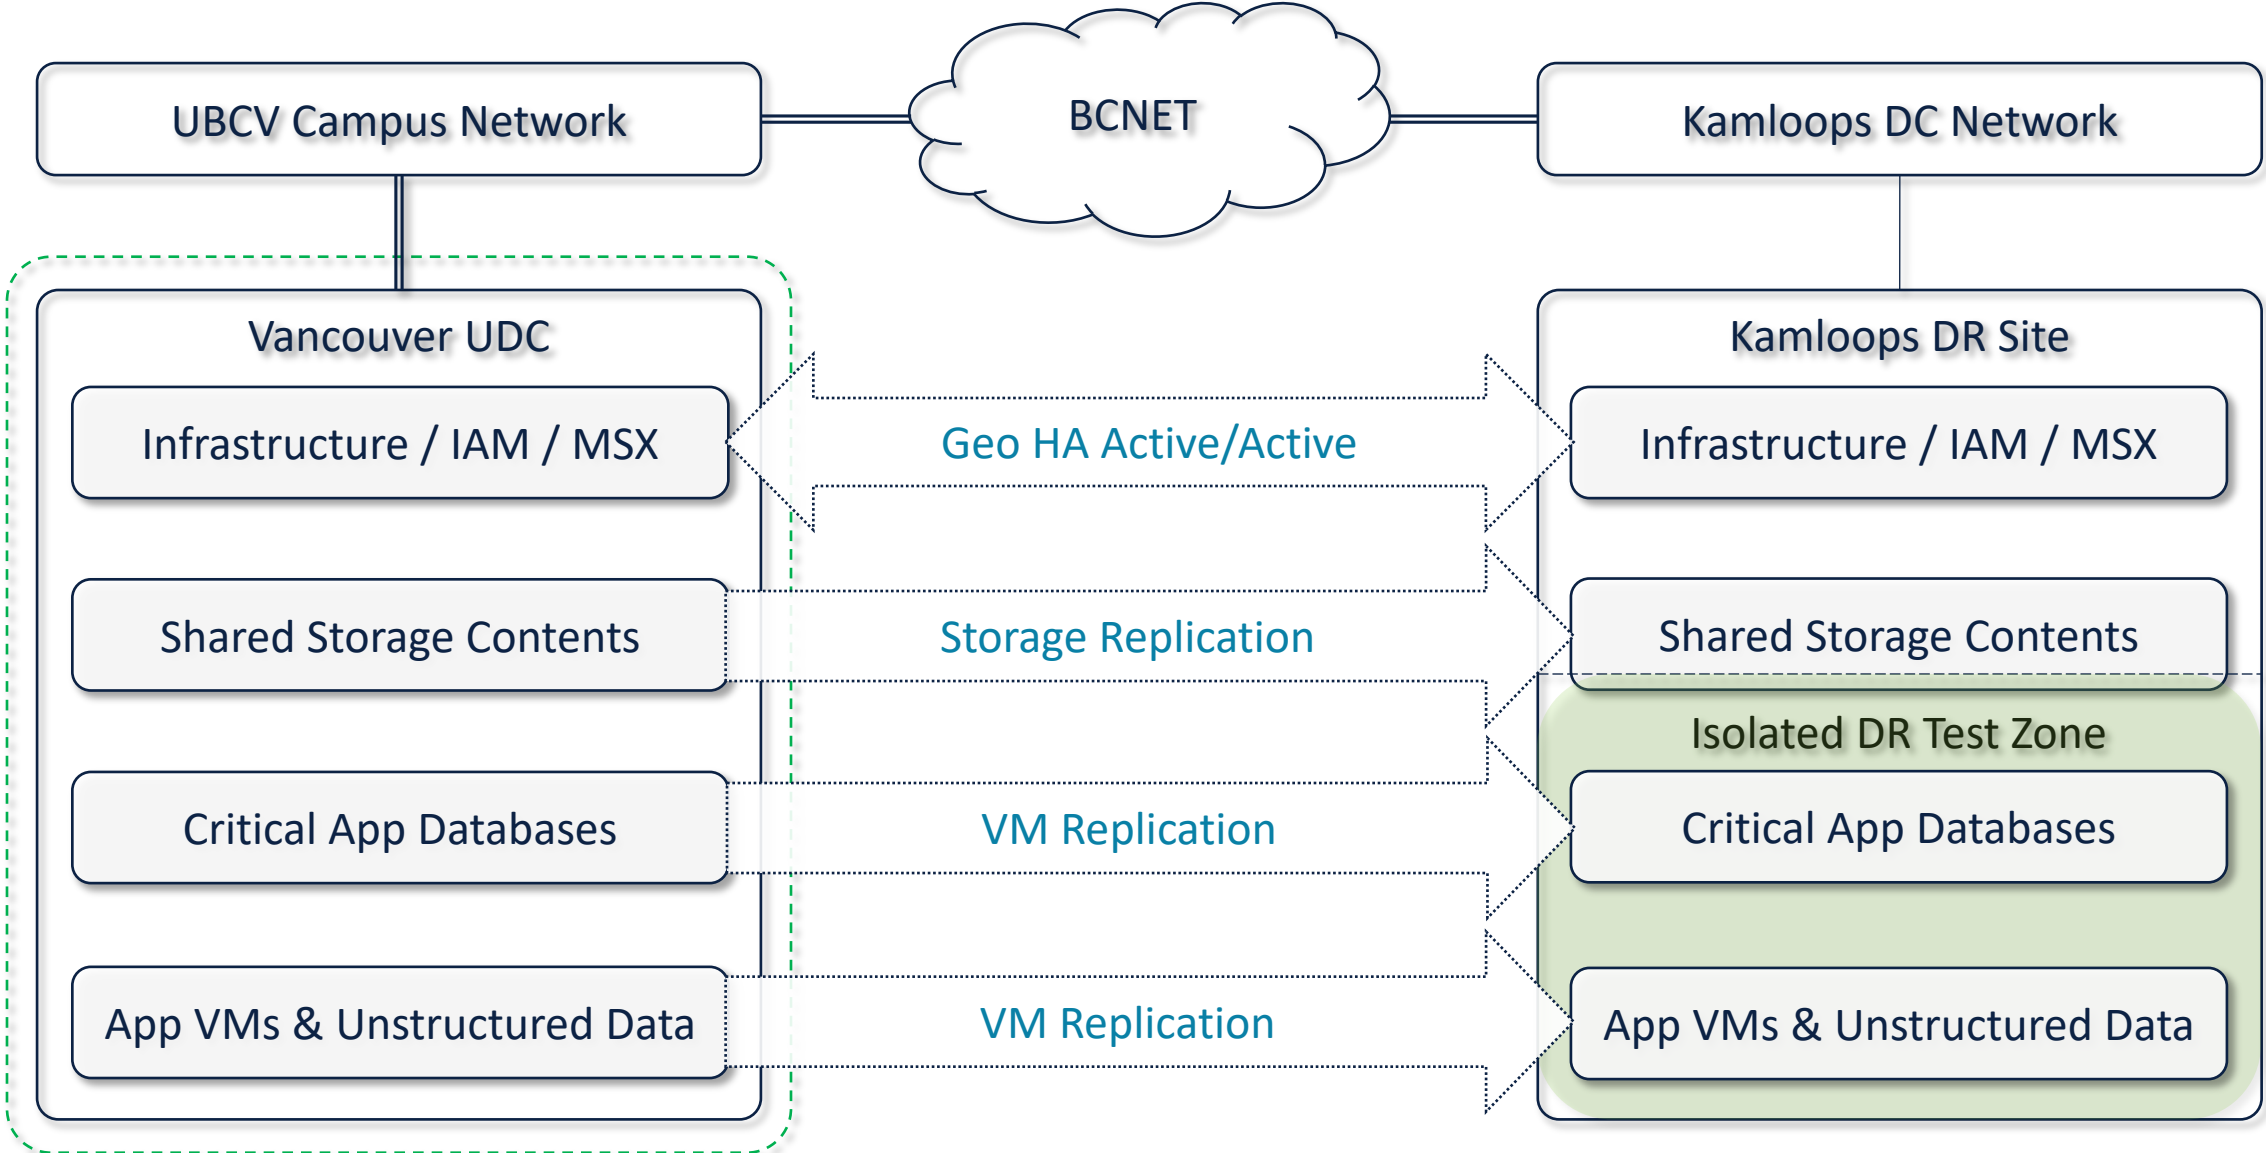 UBCV Campus Network
BCNET
Kamloops DC Network
Vancouver UDC
Kamloops DR Site
Infrastructure / IAM / MSX
Geo HA Active/Active
Infrastructure / IAM / MSX
Shared Storage Contents
Storage Replication
Shared Storage Contents
Isolated DR Test Zone
Critical App Databases
VM Replication
Critical App Databases
App VMs & Unstructured Data
VM Replication
App VMs & Unstructured Data